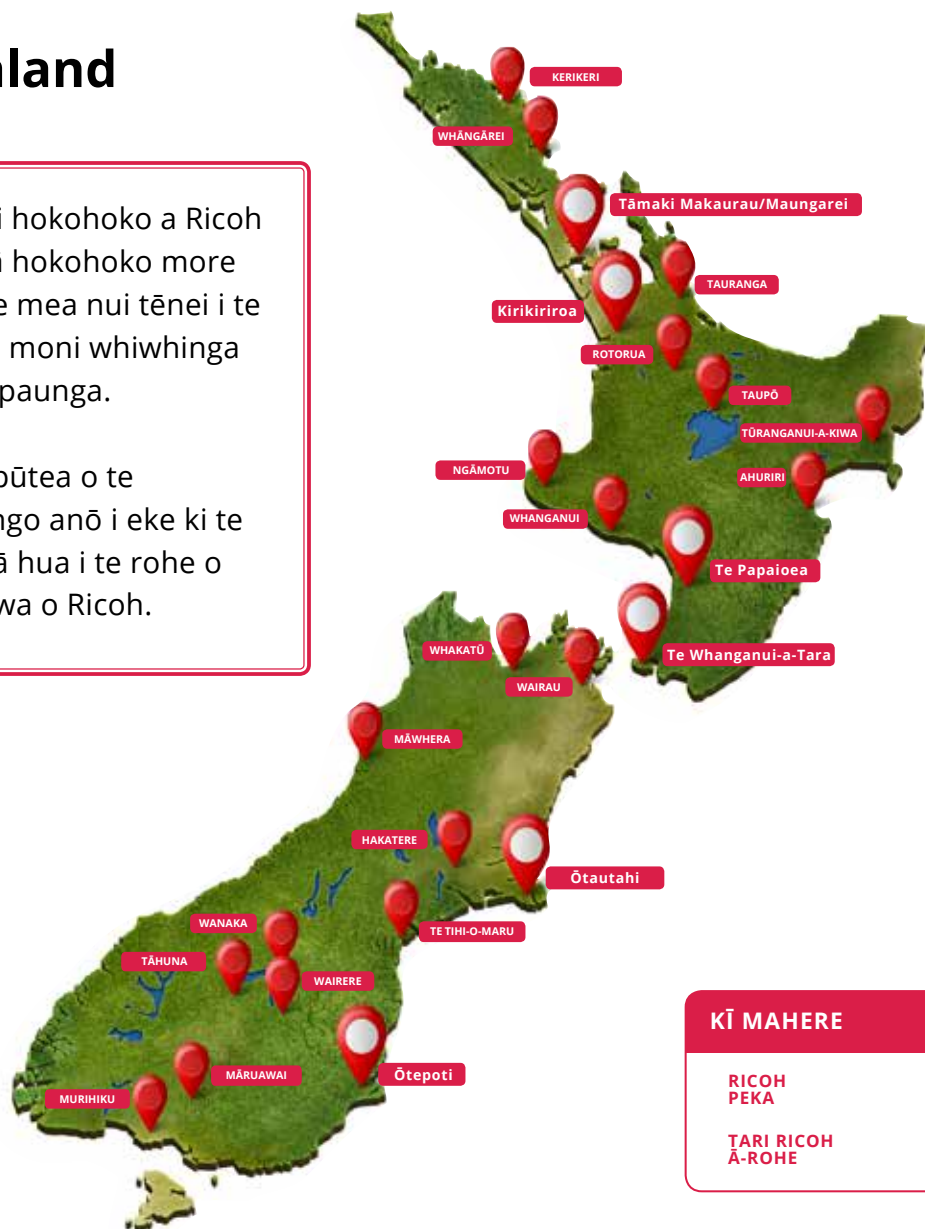 land
i hokohoko a Ricoh
ā hokohoko more
e mea nui tēnei i te
moni whiwhinga
paunga.
pūtea o te
ngo anō i eke ki te
ā hua i te rohe o
wa o Ricoh.
KERIKERI
WHĀNGĀREI
Tāmaki Makaurau/Maungarei
TAURANGA
Kirikiriroa
ROTORUA
TAUPŌ
TŪRANGANUI-A-KIWA
NGĀMOTU
AHURIRI
WHANGANUI
Te Papaioea
WHAKATŪ
Te Whanganui-a-Tara
WAIRAU
MĀWHERA
HAKATERE
Ōtautahi
WANAKA
TE TIHI-O-MARU
TĀHUNA
WAIRERE
MĀRUAWAI
Ōtepoti
MURIHIKU
KĪ MAHERE
RICOH
PEKA
TARI RICOH
Ā-ROHE